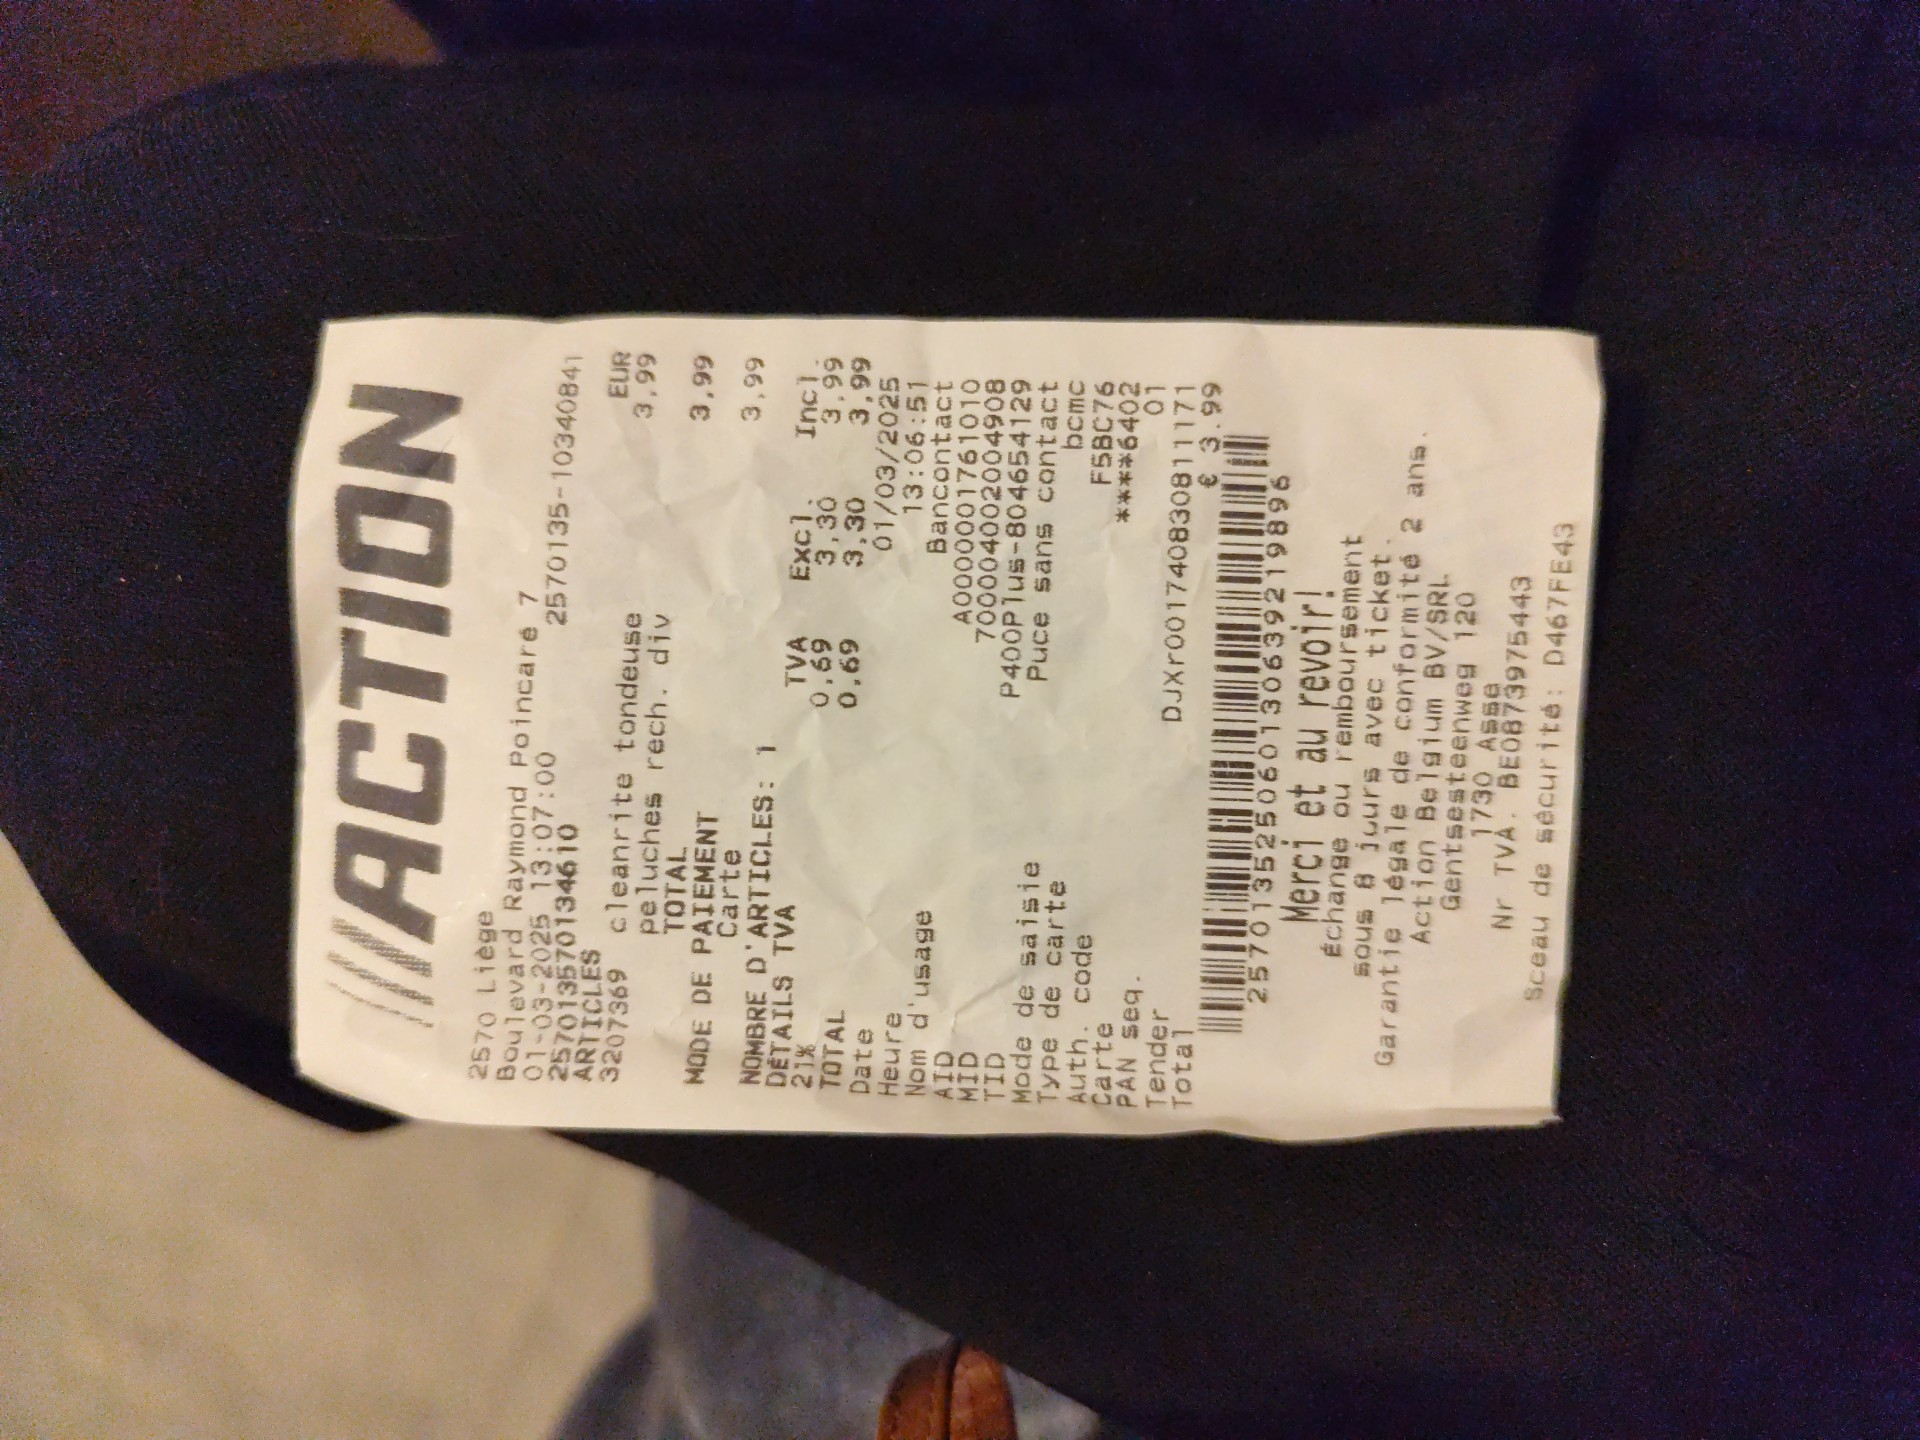 ACTION
2570 Liège
Boulevard Raymond Poincaré 7
01-03-2025 13:07:00 2570135-10340841
2570135701134610
ARTICLES EUR
3207369 cleanrite tondeuse 3,99
peluches rech. div
TOTAL 3,99
MODE DE PAIEMENT
Carte 3,99
NOMBRE D'ARTICLES: 1
DÉTAILS TVA
TVA Excl. Incl.
21% 0,69 3,30 3,99
TOTAL 0,69 3,30 3,99
Date 01/03/2025
Heure 13:06:51
Nom d'usage Bancontact
AID A0000001761010
MID 700004002004908
TID P400Plus-80465412​9
Mode de saisie Puce sans contact
Type de carte bcmc
Auth. code F5BC76
Carte *****6402
PAN seq. 01
Tender DJXr001740830811171
Total € 3.99
2570135250601306392198​96
Merci et au revoir!
Échange ou remboursement
sous 8 jours avec ticket.
Garantie légale de conformité 2 ans.
Action Belgium BV/SRL
Gentsesteenweg 120
1730 Asse
Nr TVA. BE0873975443
Sceau de sécurité: D467FE43